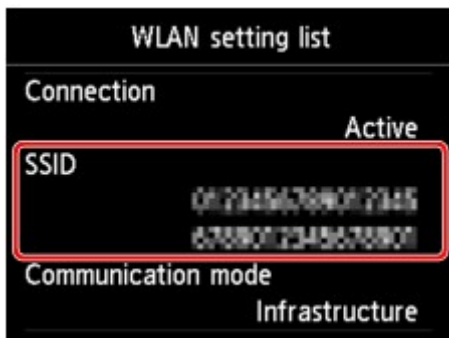 WLAN setting list
Connection
Active
SSID
Communication mode
Infrastructure